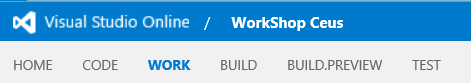 Visual Studio Online / WorkShop Ceus
HOME CODE WORK BUILD BUILD.PREVIEW TEST